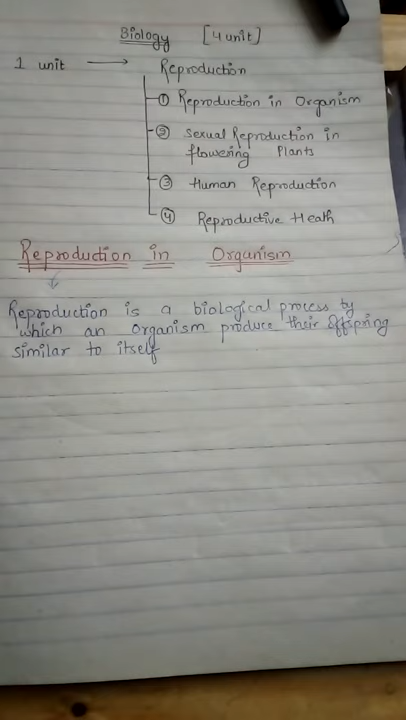 Biology [4 unit]
1 unit → Reproduction
① Reproduction in Organism
② Sexual Reproduction in
flowering Plants
③ Human Reproduction
④ Reproductive Heath
Reproduction in Organism
Reproduction is a biological process by
which an organism produce their offspring
similar to itself